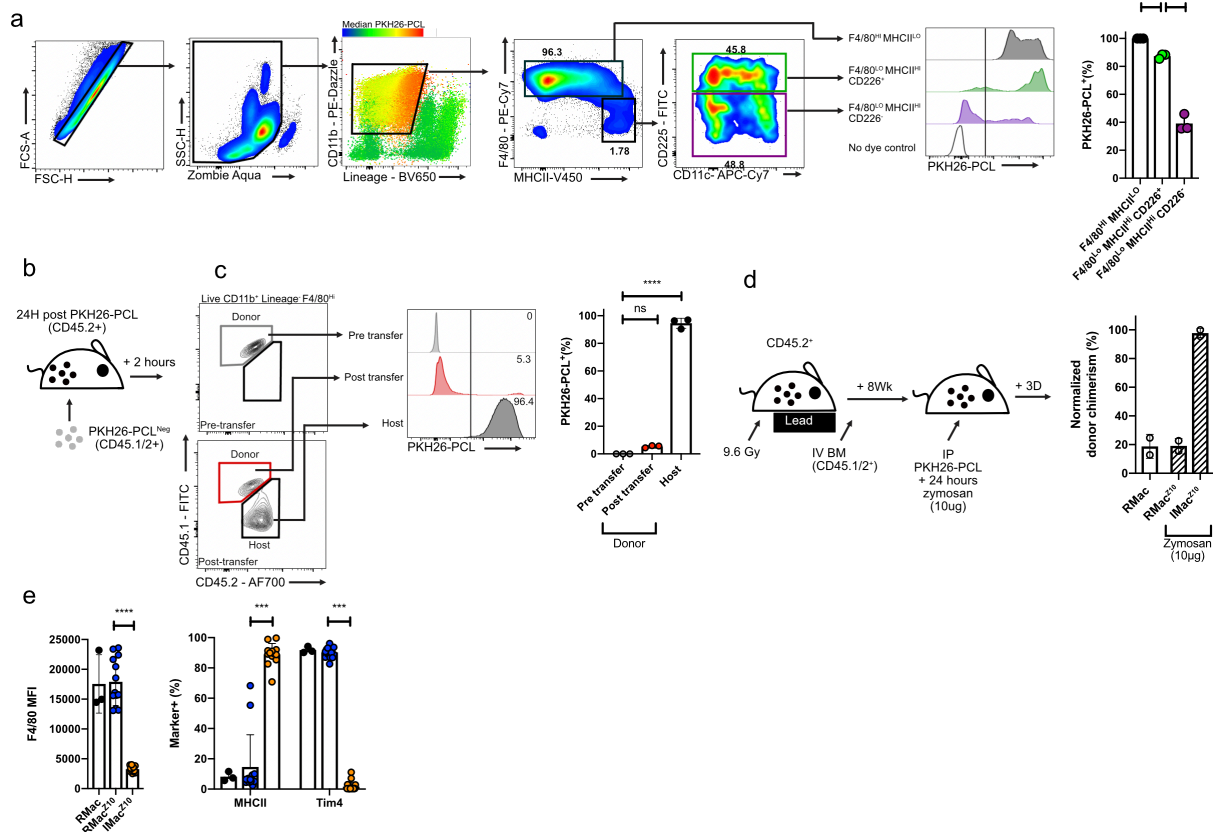 a
FCS-A
FSC-H
SSC-H
Zombie Aqua
Median PKH26-PCL
CD11b - PE-Dazzle
Lineage - BV650
96.3
1.78
F4/80 - PE-Cy7
MHCII-V450
45.8
48.8
CD225 - FITC
CD11c- APC-Cy7
F4/80ᴴᴵ MHCIIᴸᴼ
F4/80ᴸᴼ MHCIIᴴᴵ
CD226⁺
F4/80ᴸᴼ MHCIIᴴᴵ
CD226⁻
No dye control
PKH26-PCL
PKH26-PCL⁺(%)
100
80
60
40
20
0
F4/80ᴴⁱ MHCIIᴸᴼ
F4/80ᴸᵒ MHCIIᴴⁱ CD226⁺
F4/80ᴸᵒ MHCIIᴴⁱ CD226⁻
b
24H post PKH26-PCL
(CD45.2+)
+ 2 hours
PKH26-PCLᴺᵉᵍ
(CD45.1/2+)
c
Live CD11b⁺ Lineage⁻ F4/80ᴴⁱ
Donor
Pre-transfer
Donor
Host
Post-transfer
CD45.1 - FITC
CD45.2 - AF700
Pre transfer
Post transfer
Host
0
5.3
96.4
PKH26-PCL
****
ns
PKH26-PCL⁺(%)
100
80
60
40
20
0
Pre transfer
Post transfer
Host
Donor
d
CD45.2⁺
Lead
9.6 Gy
+ 8Wk
IV BM
(CD45.1/2⁺)
IP
PKH26-PCL
+ 24 hours
zymosan
(10ug)
+ 3D
Normalized
donor chimerism (%)
100
80
60
40
20
0
RMac
RMacᶻ¹⁰
IMacᶻ¹⁰
Zymosan
(10µg)
e
****
F4/80 MFI
25000
20000
15000
10000
5000
0
RMac
RMacᶻ¹⁰
IMacᶻ¹⁰
***
***
Marker+ (%)
100
80
60
40
20
0
MHCII
Tim4